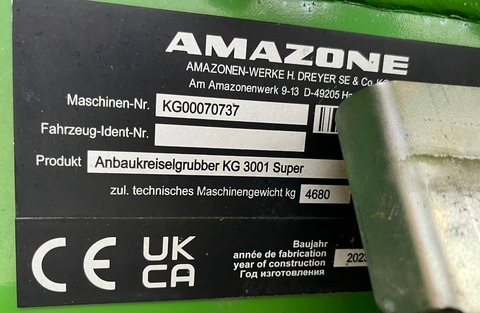 AMAZONE
AMAZONEN-WERKE H. DREYER SE & Co. KG
Am Amazonenwerk 9-13 D-49205
Maschinen-Nr. KG00070737
Fahrzeug-Ident-Nr.
Produkt Anbaukreiselgrubber KG 3001 Super
zul. technisches Maschinengewicht kg 4680
CE UK CA
Baujahr
année de fabrication
year of construction 2023
Год изготовления